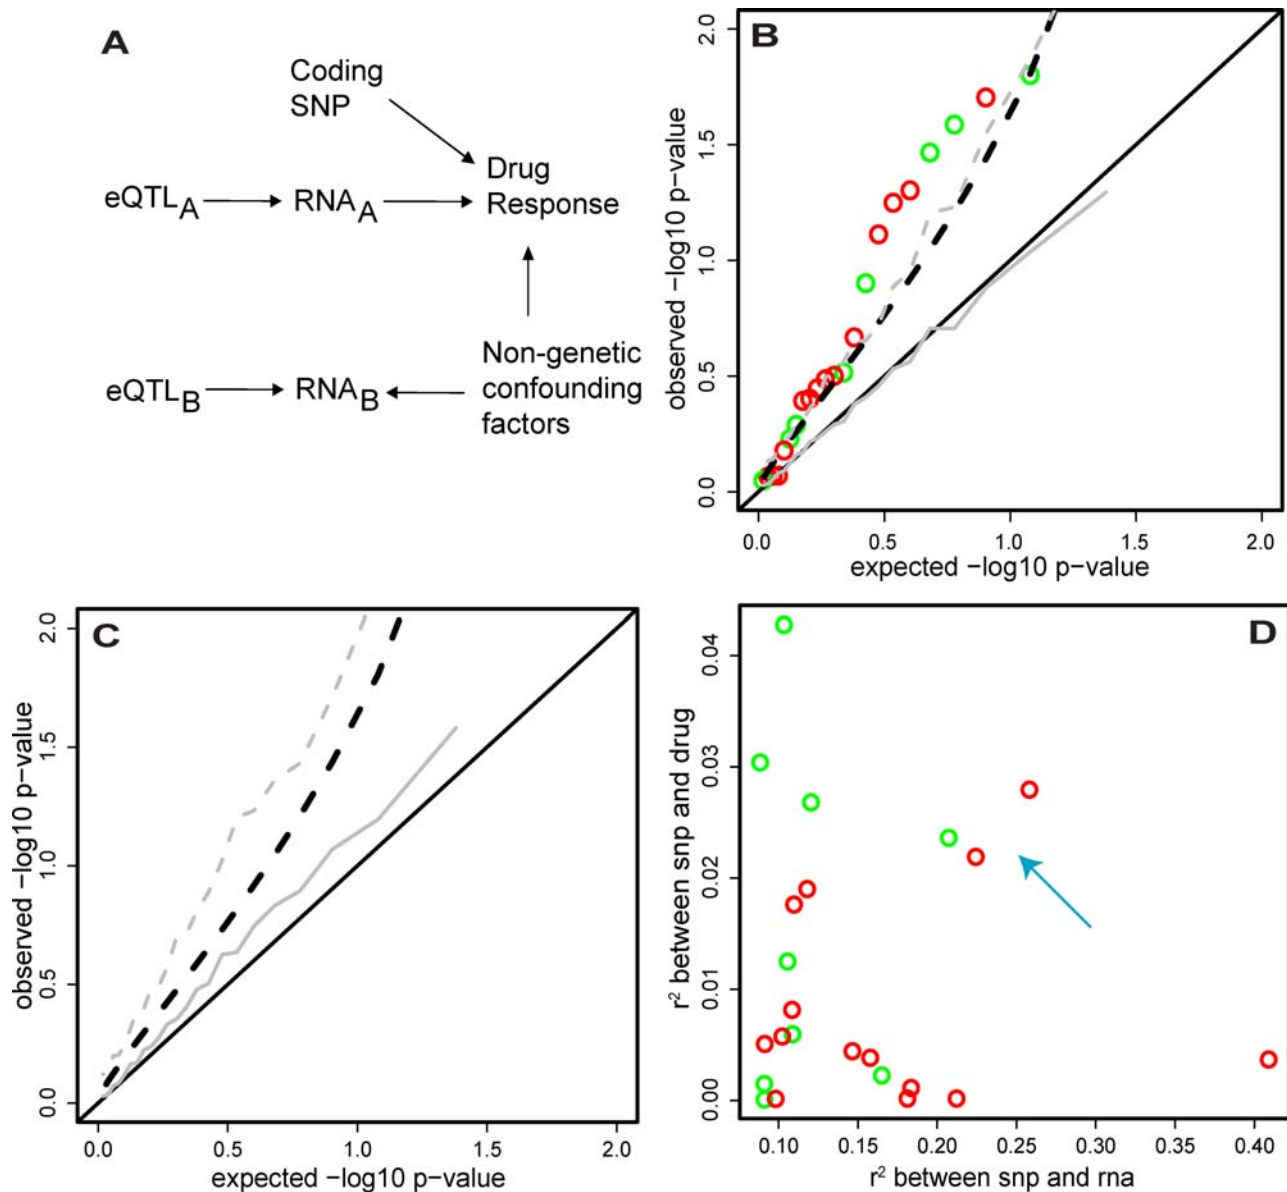 A
Coding
SNP
Drug
Response
eQTL_A
RNA_A
Non-genetic
confounding
factors
eQTL_B
RNA_B
B
observed −log10 p−value
0.0 0.5 1.0 1.5 2.0
0.0 0.5 1.0 1.5 2.0
expected −log10 p−value
C
observed −log10 p−value
0.0 0.5 1.0 1.5 2.0
0.0 0.5 1.0 1.5 2.0
expected −log10 p−value
D
r² between snp and drug
0.00 0.01 0.02 0.03 0.04
0.10 0.15 0.20 0.25 0.30 0.35 0.40
r² between snp and rna